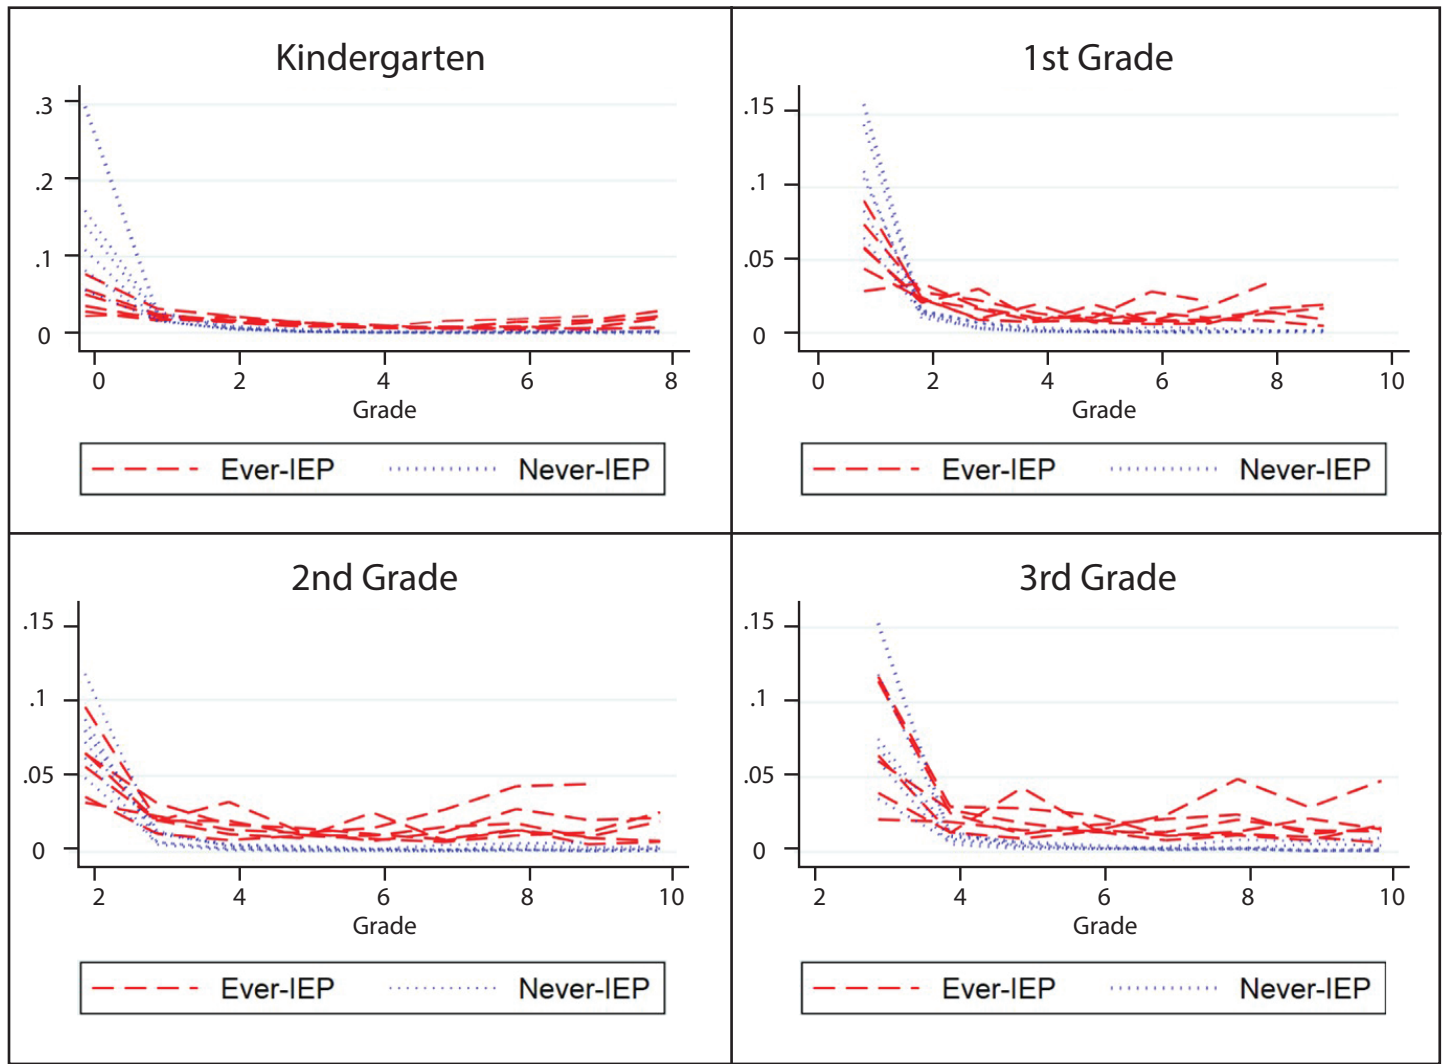 Kindergarten
.3
.2
.1
0
0 2 4 6 8
Grade
Ever-IEP Never-IEP
1st Grade
.15
.1
.05
0
0 2 4 6 8 10
Grade
Ever-IEP Never-IEP
2nd Grade
.15
.1
.05
0
2 4 6 8 10
Grade
Ever-IEP Never-IEP
3rd Grade
.15
.1
.05
0
2 4 6 8 10
Grade
Ever-IEP Never-IEP